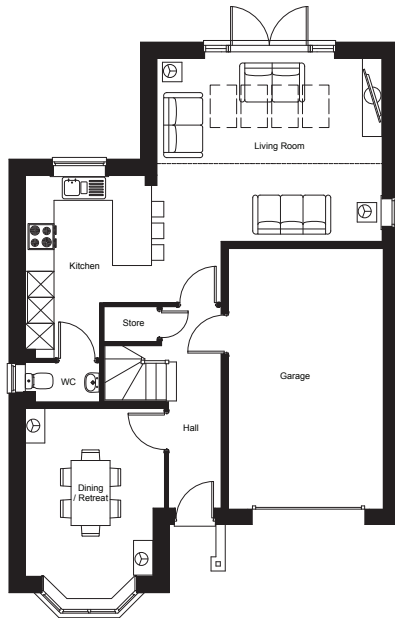 Living Room
Kitchen
Store
WC
Garage
Hall
Dining
/ Retreat